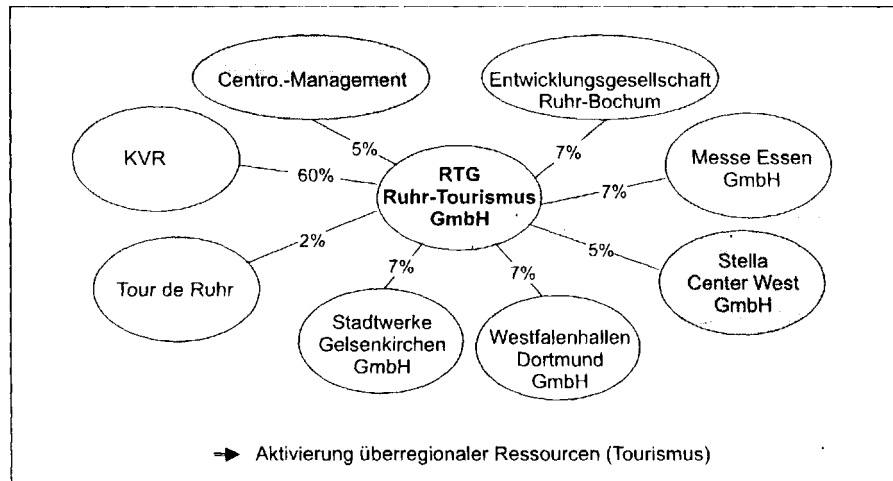 Centro.-Management
Entwicklungsgesellschaft
Ruhr-Bochum
KVR
5%
7%
Messe Essen
GmbH
60%
RTG
Ruhr-Tourismus
GmbH
7%
2%
5%
Tour de Ruhr
7%
7%
Stella
Center West
GmbH
Stadtwerke
Gelsenkirchen
GmbH
Westfalenhallen
Dortmund
GmbH
→ Aktivierung überregionaler Ressourcen (Tourismus)